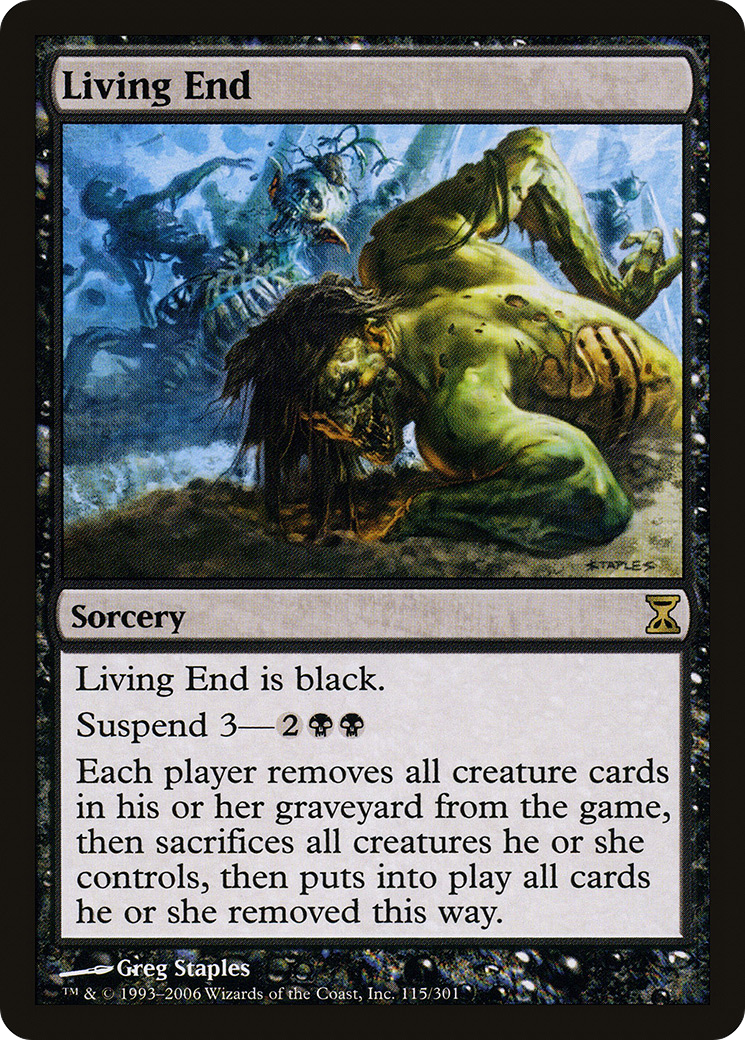 Living End
STAPLES
Sorcery
Living End is black.
Suspend 3—2
Each player removes all creature cards
in his or her graveyard from the game,
then sacrifices all creatures he or she
controls, then puts into play all cards
he or she removed this way.
Greg Staples
™ & © 1993–2006 Wizards of the Coast, Inc. 115/301